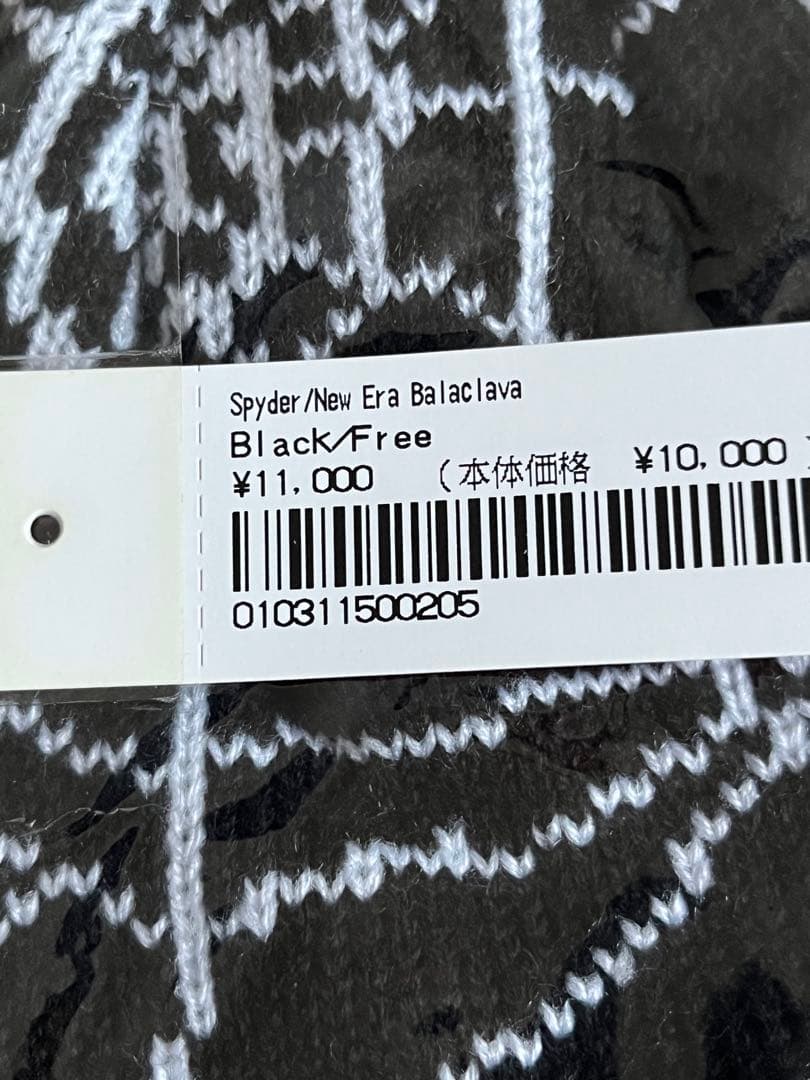 Spyder/New Era Balaclava
Black/Free
¥11,000 (本体価格 ¥10,000)
010311500205